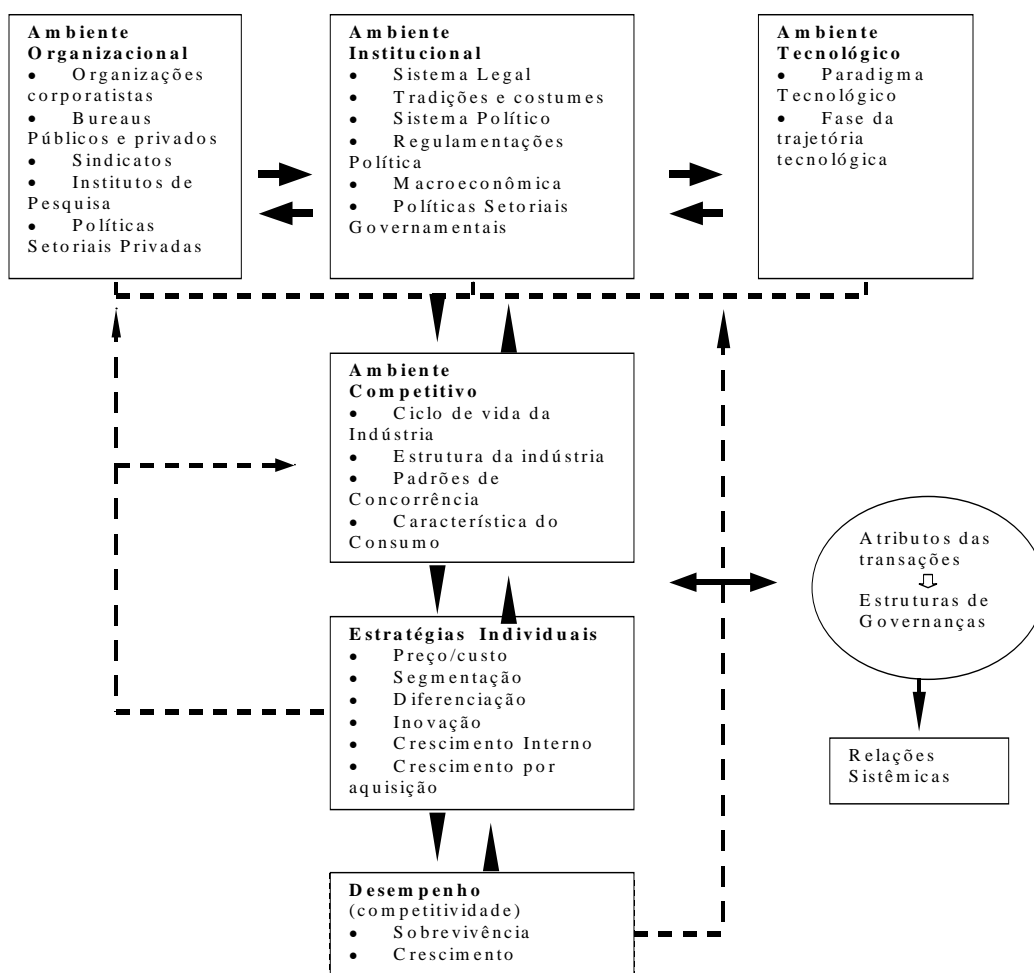 Ambiente
Organizacional
• Organizações
corporatistas
• Bureaus
Públicos e privados
• Sindicatos
• Institutos de
Pesquisa
• Políticas
Setoriais Privadas
Ambiente
Institucional
• Sistema Legal
• Tradições e costumes
• Sistema Político
• Regulamentações
Política
• Macroeconômica
• Políticas Setoriais
Governamentais
Ambiente
Tecnológico
• Paradigma
Tecnológico
• Fase da
trajetória
tecnológica
Ambiente
Competitivo
• Ciclo de vida da
Indústria
• Estrutura da indústria
• Padrões de
Concorrência
• Característica do
Consumo
Atributos das
transações
Estruturas de
Governanças
Estratégias Individuais
• Preço/custo
• Segmentação
• Diferenciação
• Inovação
• Crescimento Interno
• Crescimento por
aquisição
Relações
Sistêmicas
Desempenho
(competitividade)
• Sobrevivência
• Crescimento